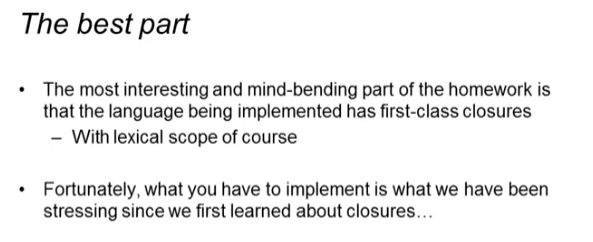 The best part
• The most interesting and mind-bending part of the homework is
that the language being implemented has first-class closures
– With lexical scope of course
• Fortunately, what you have to implement is what we have been
stressing since we first learned about closures…